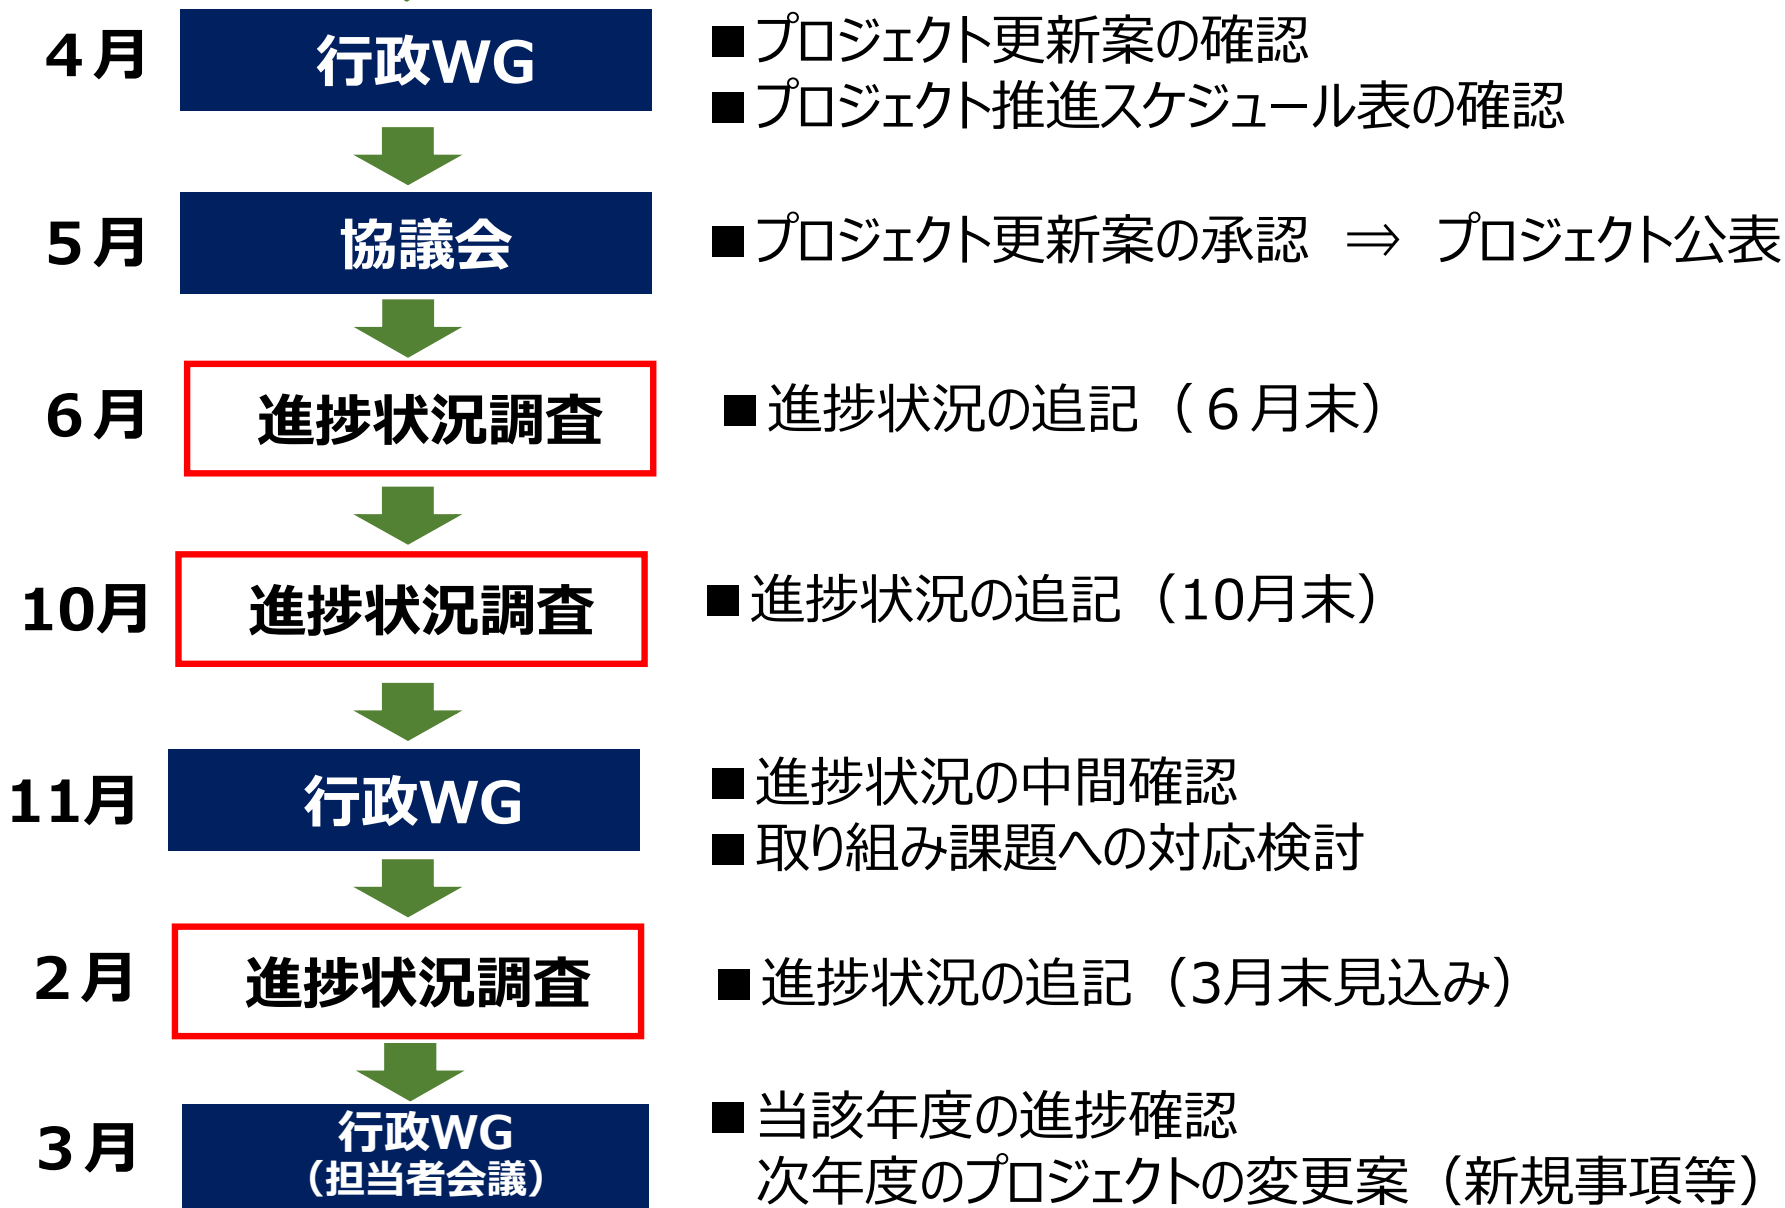 ４月
行政WG
■プロジェクト更新案の確認
■プロジェクト推進スケジュール表の確認
５月
協議会
■プロジェクト更新案の承認　⇒　プロジェクト公表
６月
進捗状況調査
■進捗状況の追記（６月末）
10月
進捗状況調査
■進捗状況の追記（10月末）
11月
行政WG
■進捗状況の中間確認
■取り組み課題への対応検討
２月
進捗状況調査
■進捗状況の追記（3月末見込み）
３月
行政WG
（担当者会議）
■当該年度の進捗確認
次年度のプロジェクトの変更案（新規事項等）